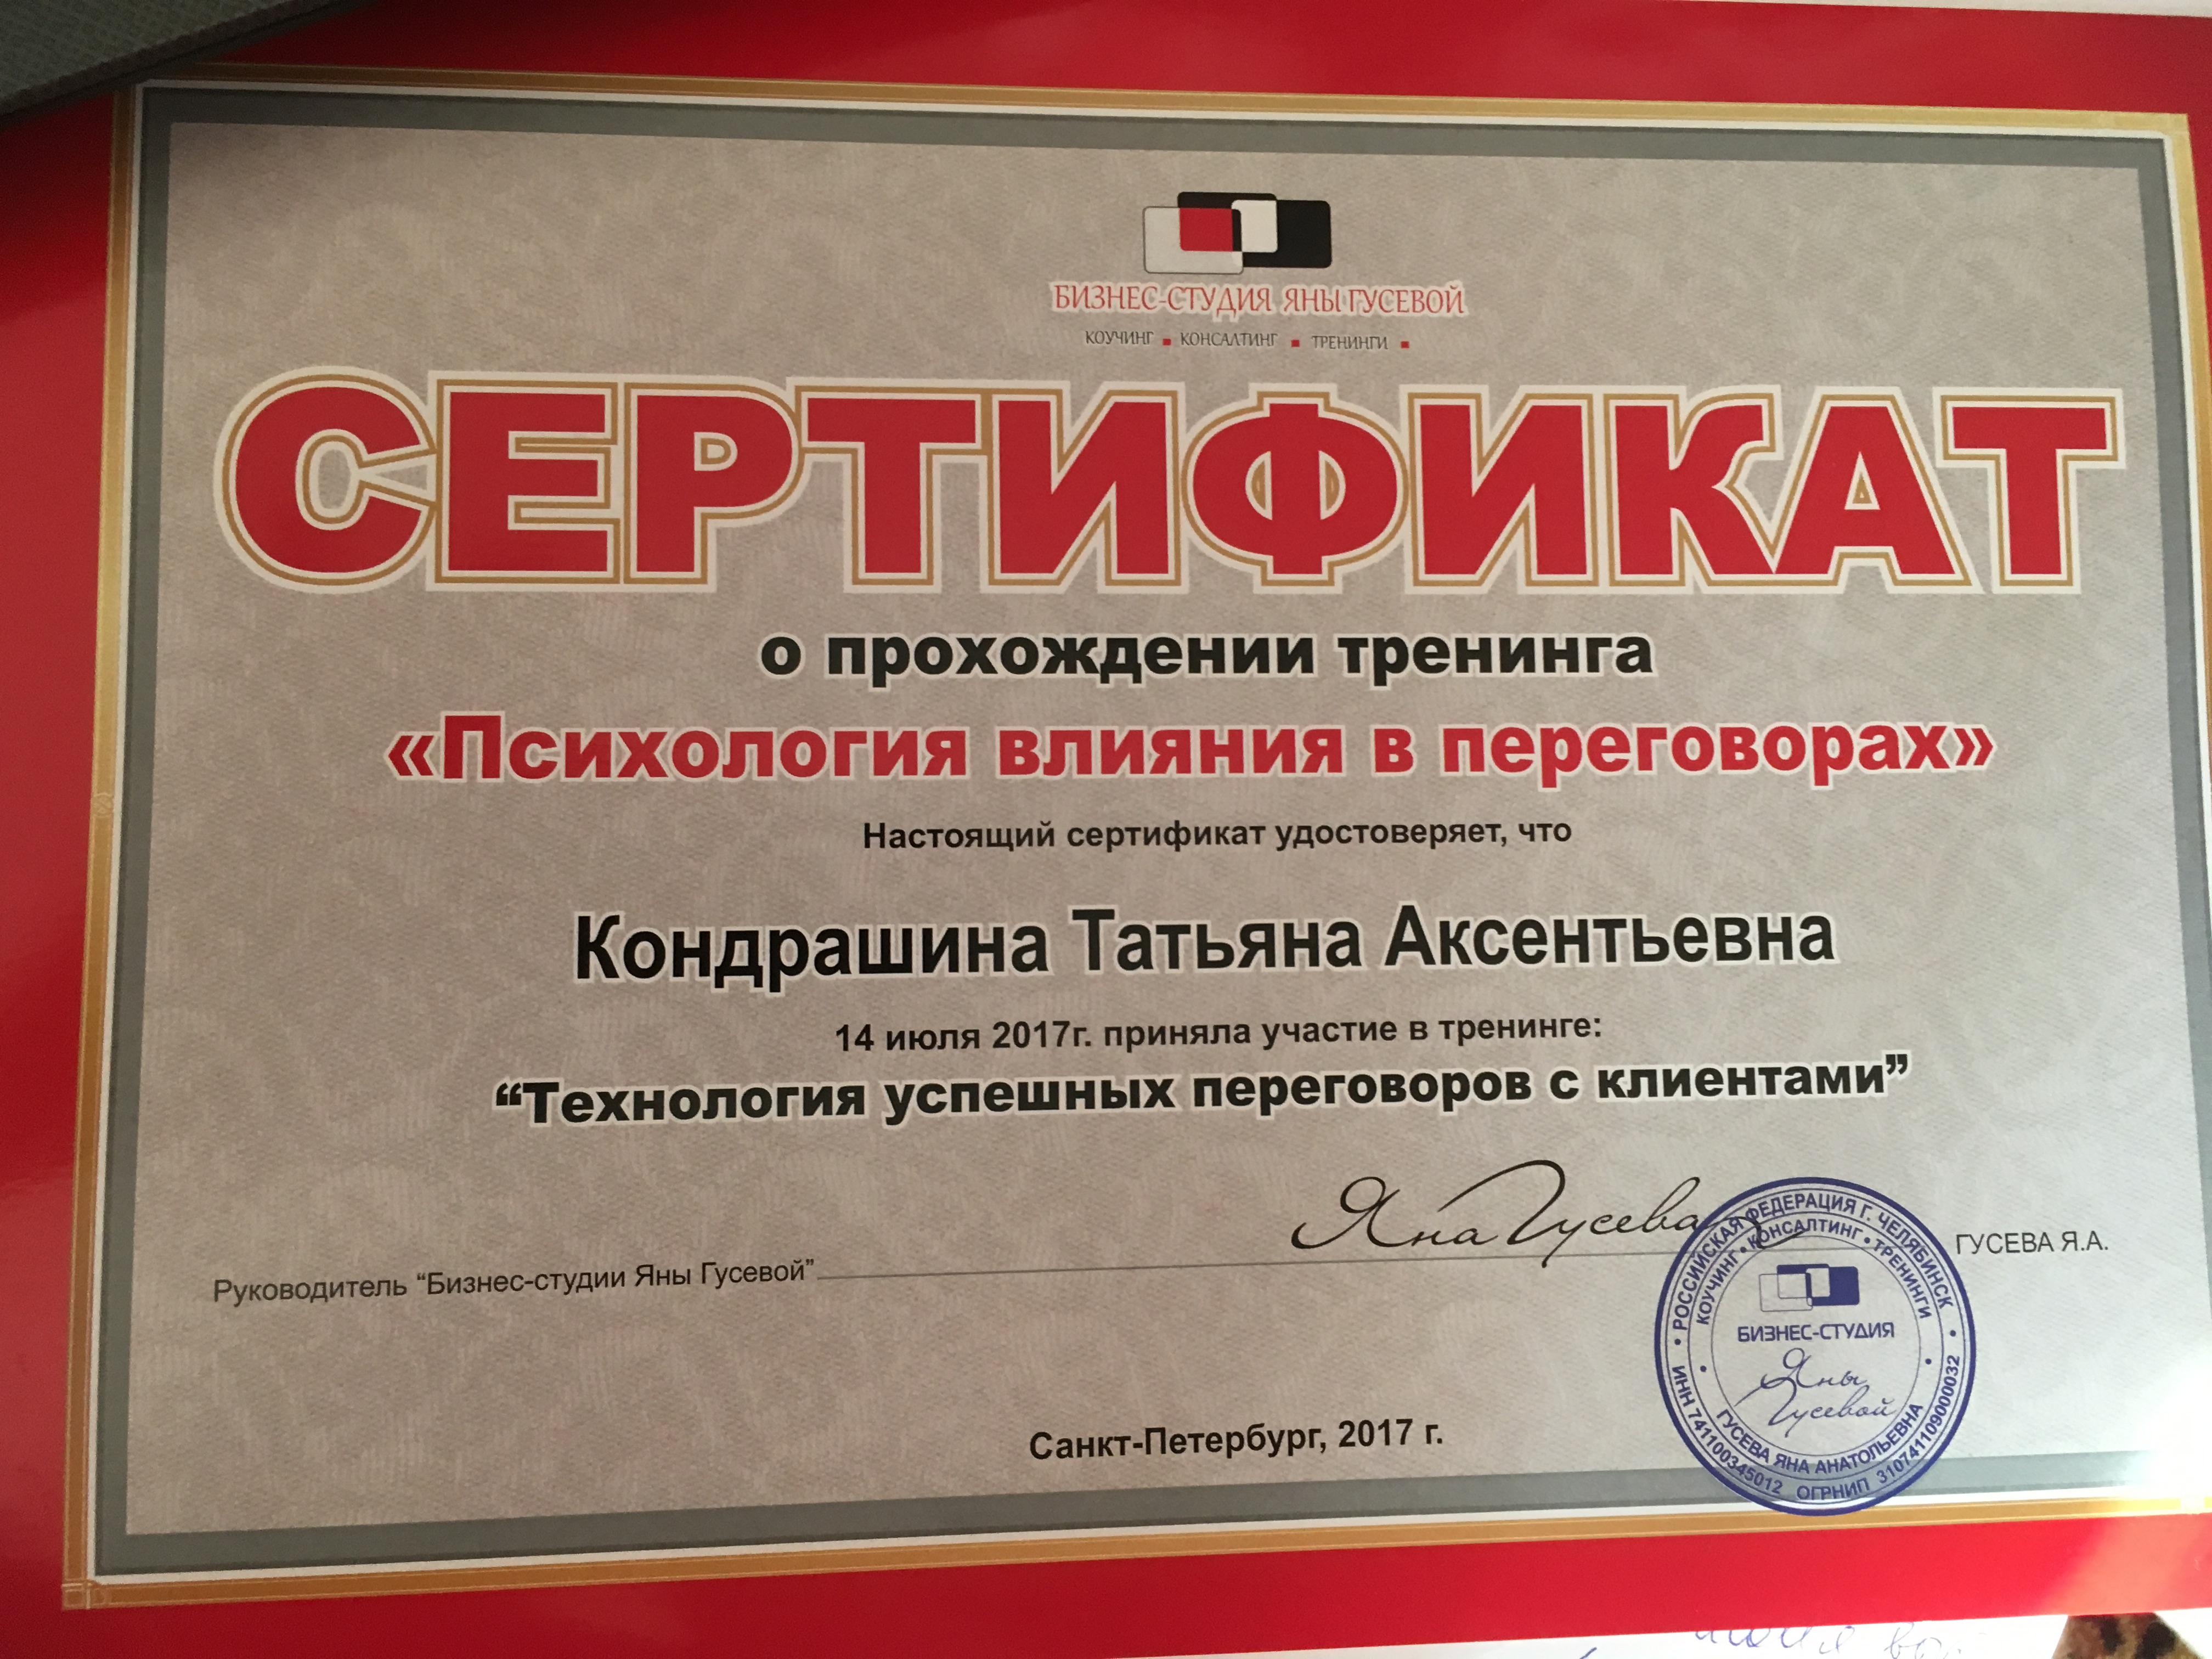 БИЗНЕС-СТУДИЯ ЯНЫ ГУСЕВОЙ
КОУЧИНГ ▪ КОНСАЛТИНГ ▪ ТРЕНИНГИ ▪
СЕРТИФИКАТ
о прохождении тренинга
«Психология влияния в переговорах»
Настоящий сертификат удостоверяет, что
Кондрашина Татьяна Аксентьевна
14 июля 2017г. приняла участие в тренинге:
“Технология успешных переговоров с клиентами”
Яна Гусева
Руководитель “Бизнес-студии Яны Гусевой”
ГУСЕВА Я.А.
• РОССИЙСКАЯ ФЕДЕРАЦИЯ Г. ЧЕЛЯБИНСК •
КОУЧИНГ • КОНСАЛТИНГ • ТРЕНИНГИ
БИЗНЕС-СТУДИЯ
Яны
Гусевой
ГУСЕВА ЯНА АНАТОЛЬЕВНА
ИНН 741100345012 ОГРНИП 310741109000032
Санкт-Петербург, 2017 г.